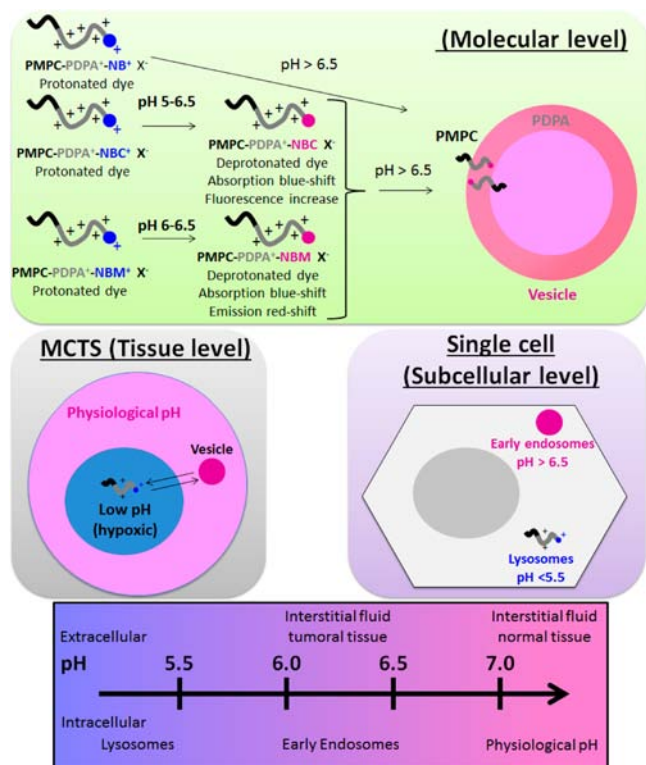 (Molecular level)
PMPC-PDPA⁺-NB⁺ X⁻
Protonated dye
pH > 6.5
pH 5-6.5
PMPC-PDPA⁺-NBC⁺ X⁻
Protonated dye
PMPC-PDPA⁺-NBC X⁻
Deprotonated dye
Absorption blue-shift
Fluorescence increase
pH 6-6.5
PMPC-PDPA⁺-NBM⁺ X⁻
Protonated dye
PMPC-PDPA⁺-NBM X⁻
Deprotonated dye
Absorption blue-shift
Emission red-shift
pH > 6.5
PDPA
PMPC
Vesicle
MCTS (Tissue level)
Physiological pH
Vesicle
Low pH
(hypoxic)
Single cell
(Subcellular level)
Early endosomes
pH > 6.5
Lysosomes
pH <5.5
Extracellular
Interstitial fluid
tumoral tissue
Interstitial fluid
normal tissue
pH 5.5 6.0 6.5 7.0
Intracellular
Lysosomes Early Endosomes Physiological pH